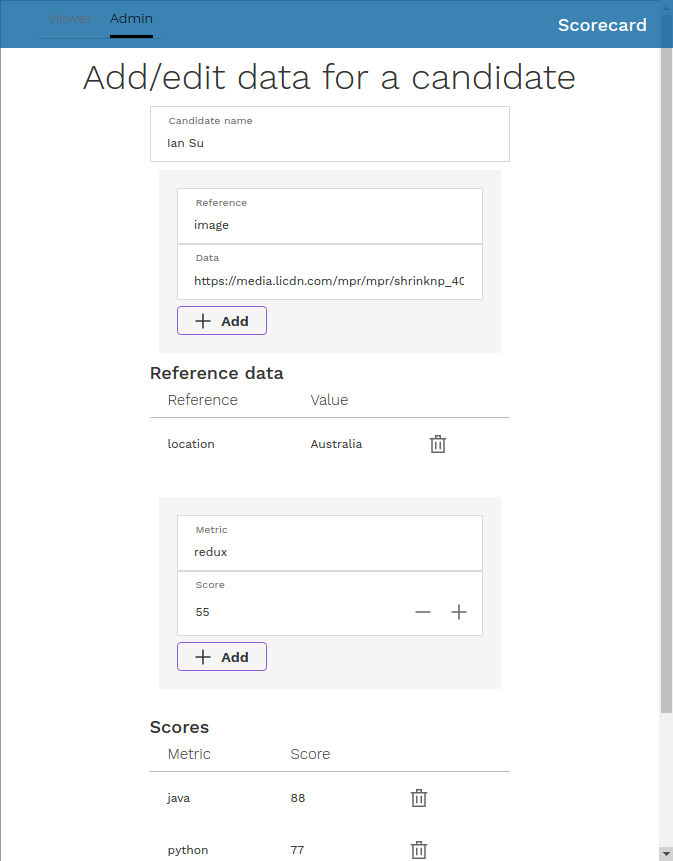 Viewer Admin Scorecard
Add/edit data for a candidate
Candidate name
Ian Su
Reference
image
Data
https://media.licdn.com/mpr/mpr/shrinknp_40
Add
Reference data
Reference Value
location Australia
Metric
redux
Score
55
Add
Scores
Metric Score
java 88
python 77